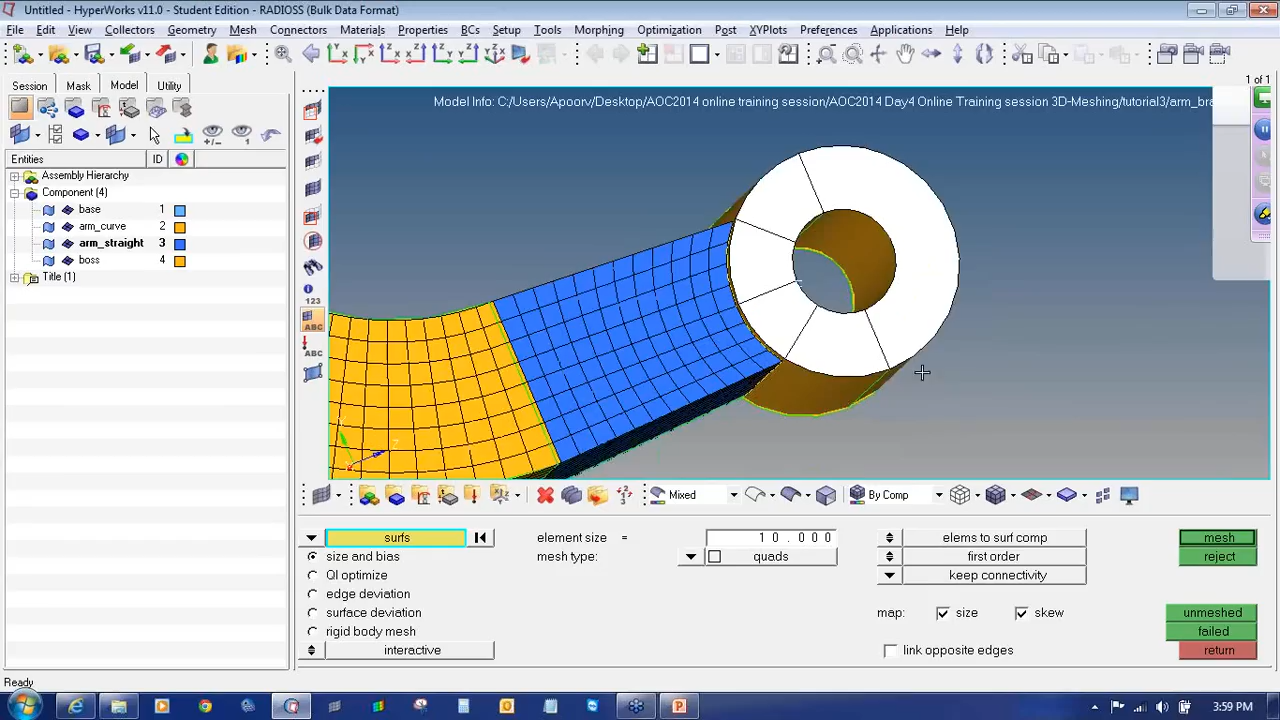 Untitled - HyperWorks v11.0 - Student Edition - RADIOSS (Bulk Data Format)
File Edit View Collectors Geometry Mesh Connectors Materials Properties BCs Setup Tools Morphing Optimization Post XYPlots Preferences Applications Help
Session Mask Model Utility
1 of 1
Model Info: C:/Users/Apoorv/Desktop/AOC2014 online training session/AOC2014 Day4 Online Training session 3D-Meshing/tutorial3/arm_bra
Entities ID
Assembly Hierarchy
Component (4)
base 1
arm_curve 2
arm_straight 3
boss 4
Title (1)
123
ABC
ABC
Z
Mixed
By Comp
surfs
element size = 10.000
elems to surf comp
mesh
size and bias
mesh type:
quads
first order
reject
QI optimize
keep connectivity
edge deviation
surface deviation
map: size skew
unmeshed
rigid body mesh
failed
interactive
link opposite edges
return
Ready
3:59 PM